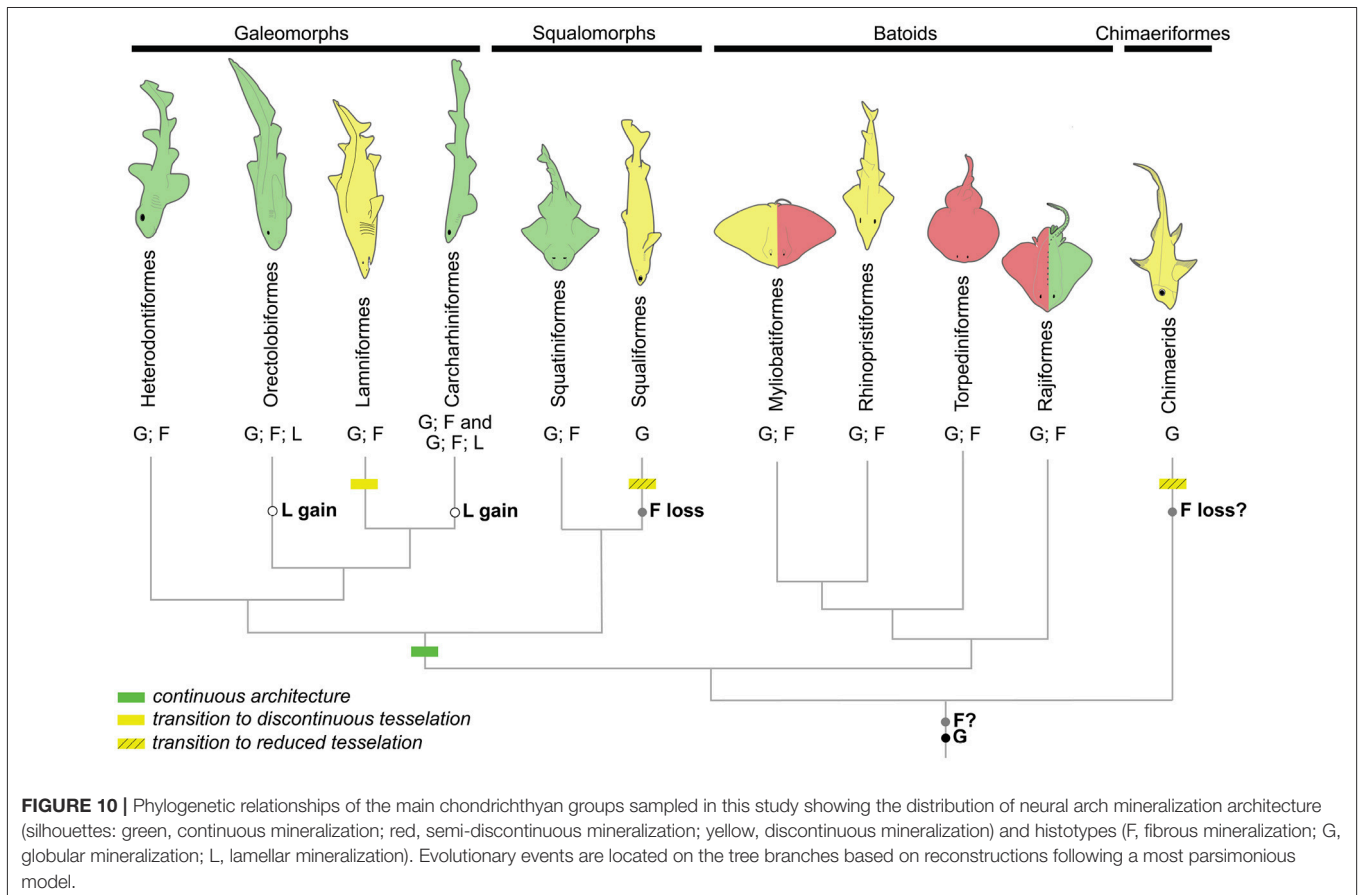 Galeomorphs
Squalomorphs
Batoids
Chimaeriformes
Heterodontiformes
Orectolobiformes
Lamniformes
Carcharhiniformes
Squatiniformes
Squaliformes
Myliobatiformes
Rhinopristiformes
Torpediniformes
Rajiformes
Chimaerids
G; F
G; F; L
G; F
G; F and
G; F; L
G; F
G
G; F
G; F
G; F
G; F
G
L gain
L gain
F loss
F loss?
continuous architecture
transition to discontinuous tesselation
transition to reduced tesselation
F?
G
FIGURE 10 | Phylogenetic relationships of the main chondrichthyan groups sampled in this study showing the distribution of neural arch mineralization architecture
(silhouettes: green, continuous mineralization; red, semi-discontinuous mineralization; yellow, discontinuous mineralization) and histotypes (F, fibrous mineralization; G,
globular mineralization; L, lamellar mineralization). Evolutionary events are located on the tree branches based on reconstructions following a most parsimonious
model.